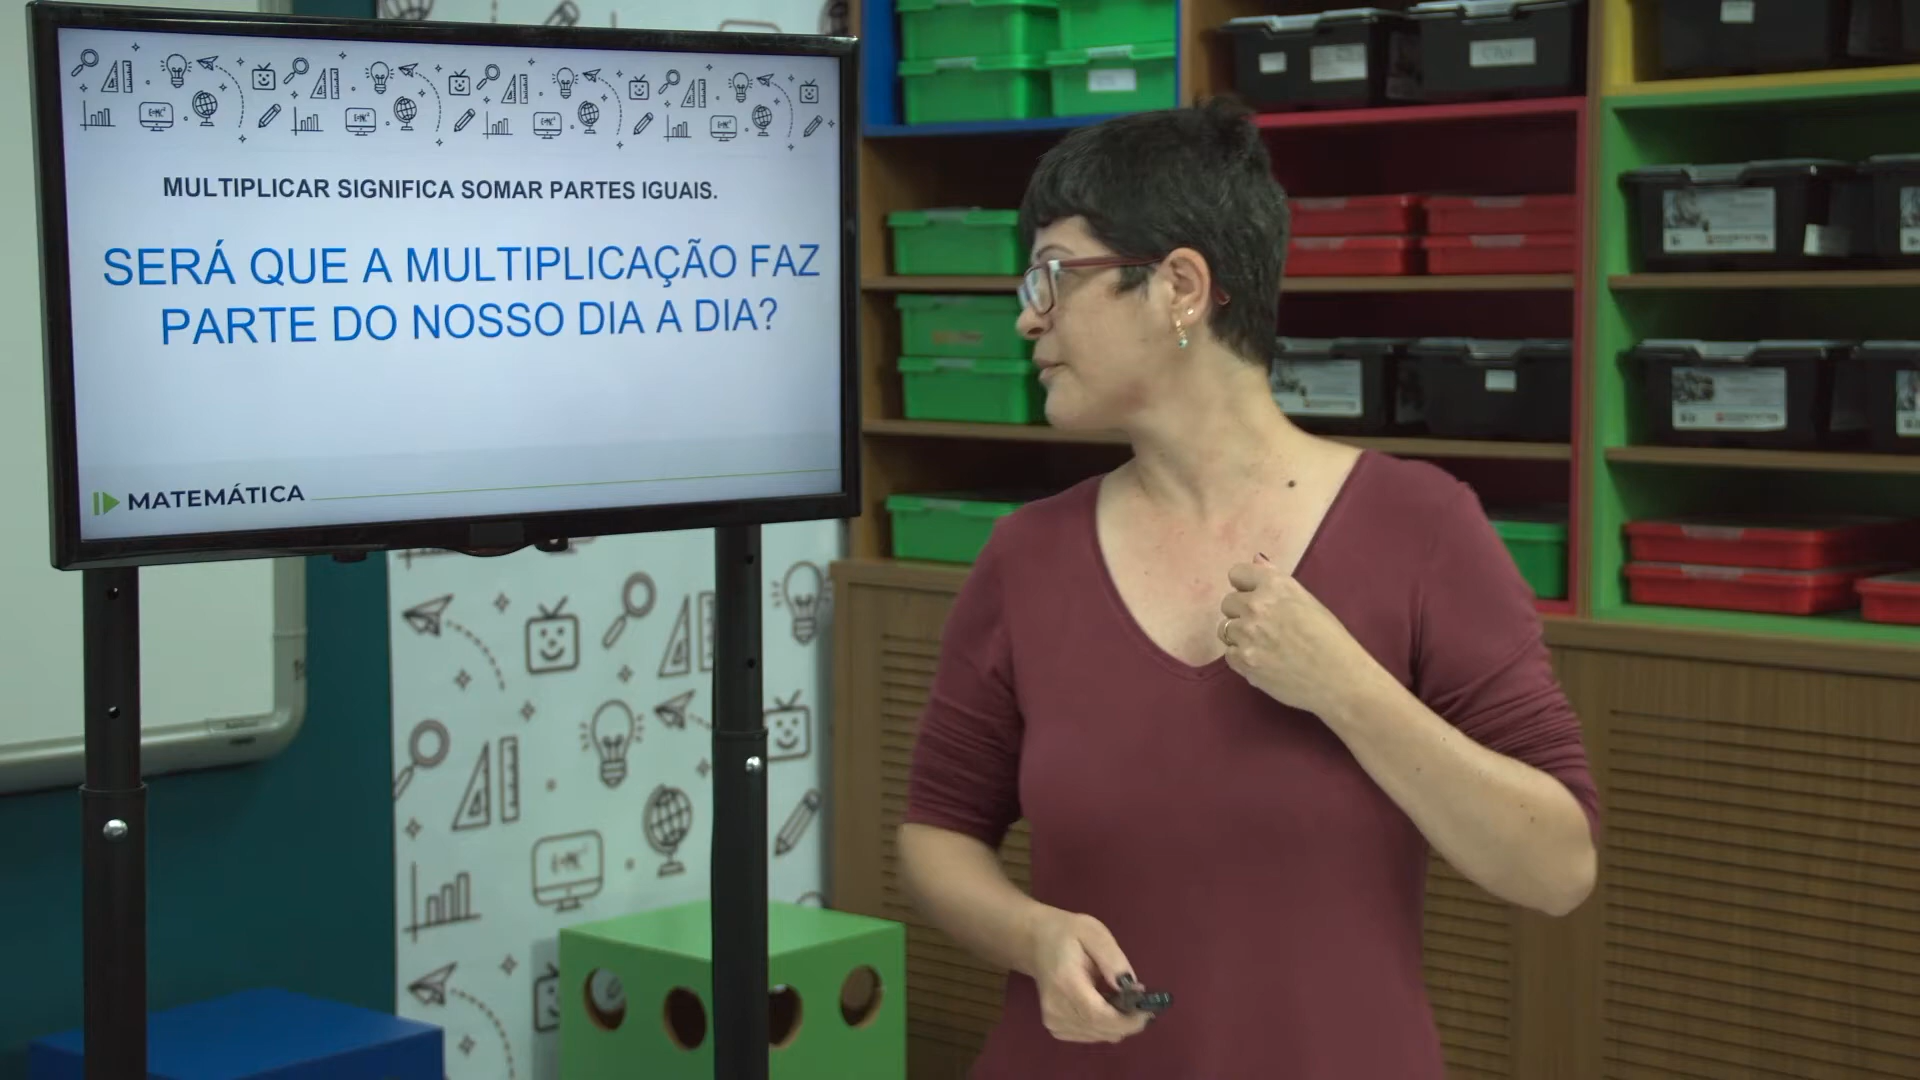 MULTIPLICAR SIGNIFICA SOMAR PARTES IGUAIS.
SERÁ QUE A MULTIPLICAÇÃO FAZ
PARTE DO NOSSO DIA A DIA?
MATEMÁTICA